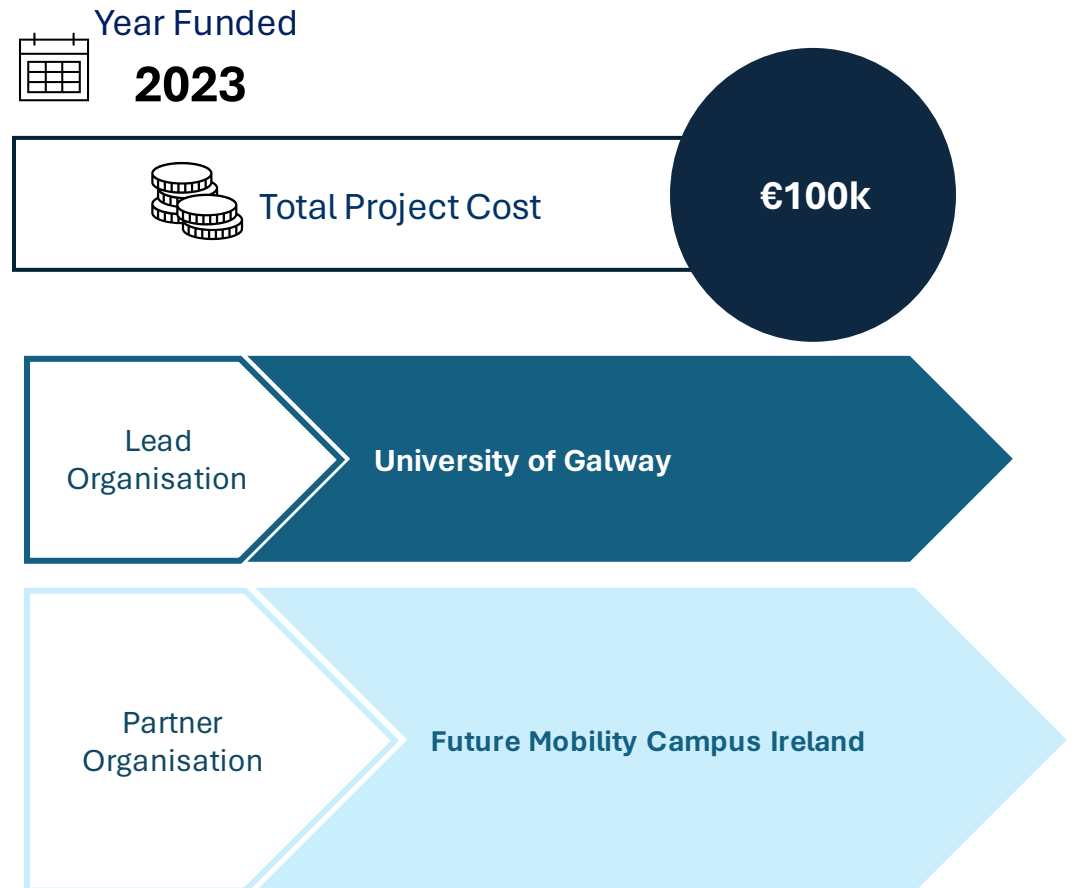 Year Funded
2023
Total Project Cost
€100k
Lead
Organisation
University of Galway
Partner
Organisation
Future Mobility Campus Ireland